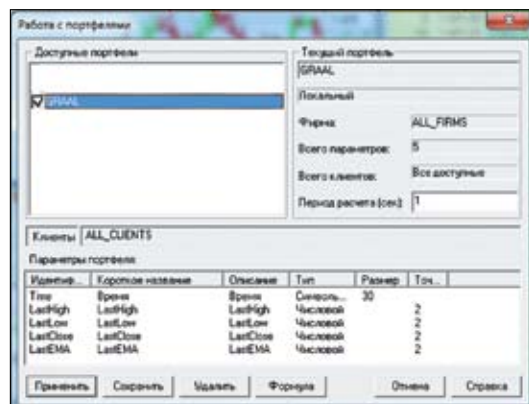 Работа с портфелями
Доступные портфели
GRAAL
Текущий портфель
GRAAL
Локальный
Фирма: ALL_FIRMS
Всего параметров: 5
Всего клиентов: Все доступные
Период расчета (сек): 1
Клиенты ALL_CLIENTS
Параметры портфеля
Идентиф... Короткое название Описание Тип Размер Точ...
Time Время Время Символь... 30
LastHigh LastHigh LastHigh Числовой 2
LastLow LastLow LastLow Числовой 2
LastClose LastClose LastClose Числовой 2
LastEMA LastEMA LastEMA Числовой 2
Применить Сохранить Удалить Формула Отмена Справка